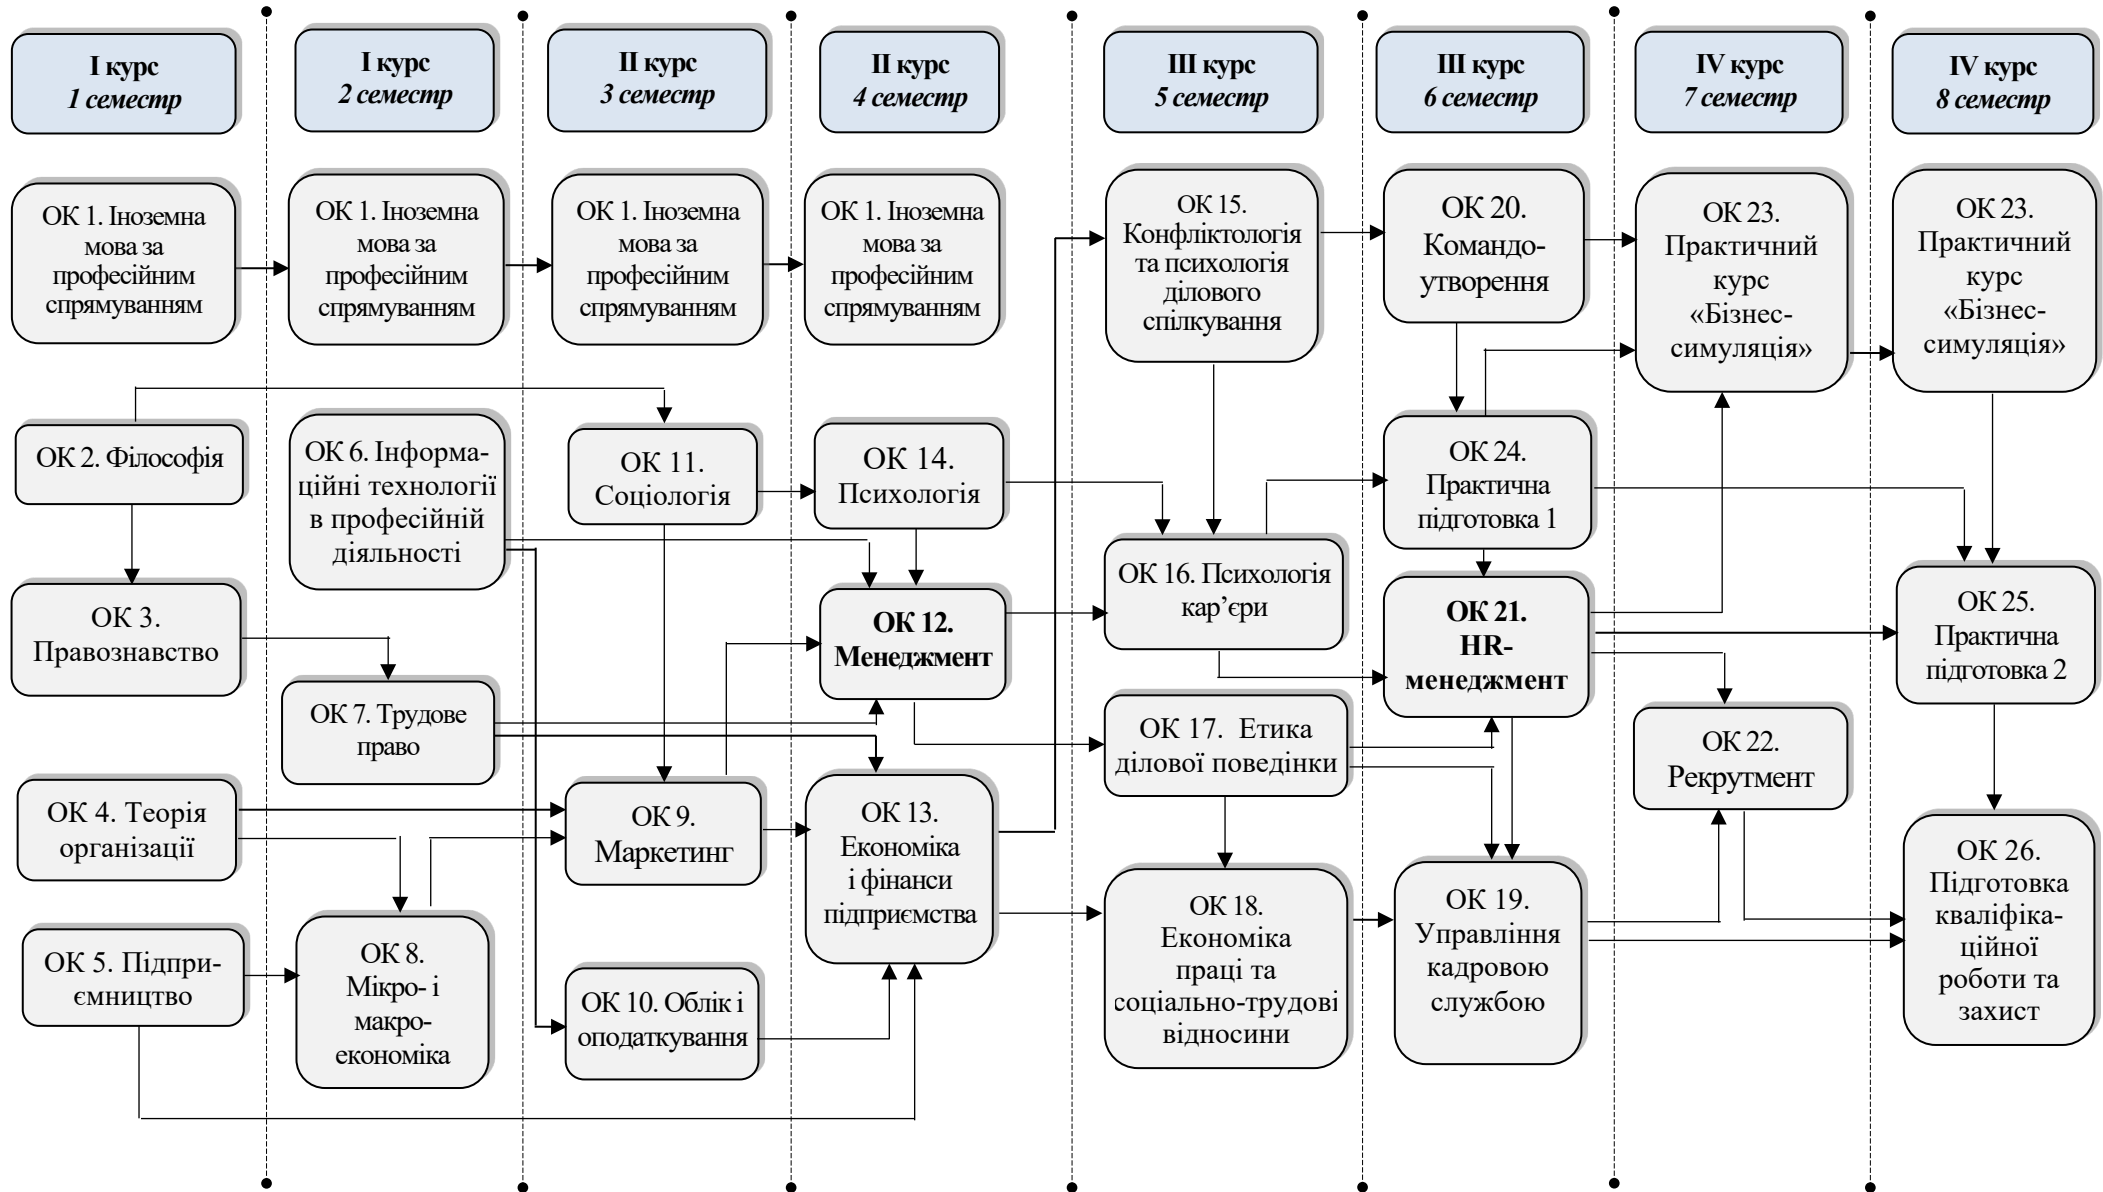 І курс
1 семестр
І курс
2 семестр
ІІ курс
3 семестр
ІІ курс
4 семестр
ІІІ курс
5 семестр
ІІІ курс
6 семестр
IV курс
7 семестр
IV курс
8 семестр
ОК 1. Іноземна
мова за
професійним
спрямуванням
ОК 1. Іноземна
мова за
професійним
спрямуванням
ОК 1. Іноземна
мова за
професійним
спрямуванням
ОК 1. Іноземна
мова за
професійним
спрямуванням
ОК 15.
Конфліктологія
та психологія
ділового
спілкування
ОК 20.
Командо-
утворення
ОК 23.
Практичний
курс
«Бізнес-
симуляція»
ОК 23.
Практичний
курс
«Бізнес-
симуляція»
ОК 2. Філософія
ОК 6. Інформа-
ційні технології
в професійній
діяльності
ОК 11.
Соціологія
ОК 14.
Психологія
ОК 24.
Практична
підготовка 1
ОК 3.
Правознавство
ОК 12.
Менеджмент
ОК 16. Психологія
кар’єри
ОК 21.
HR-
менеджмент
ОК 25.
Практична
підготовка 2
ОК 7. Трудове
право
ОК 17. Етика
ділової поведінки
ОК 22.
Рекрутмент
ОК 4. Теорія
організації
ОК 9.
Маркетинг
ОК 13.
Економіка
і фінанси
підприємства
ОК 18.
Економіка
праці та
соціально-трудові
відносини
ОК 19.
Управління
кадровою
службою
ОК 26.
Підготовка
кваліфіка-
ційної
роботи та
захист
ОК 5. Підпри-
ємництво
ОК 8.
Мікро- і
макро-
економіка
ОК 10. Облік і
оподаткування